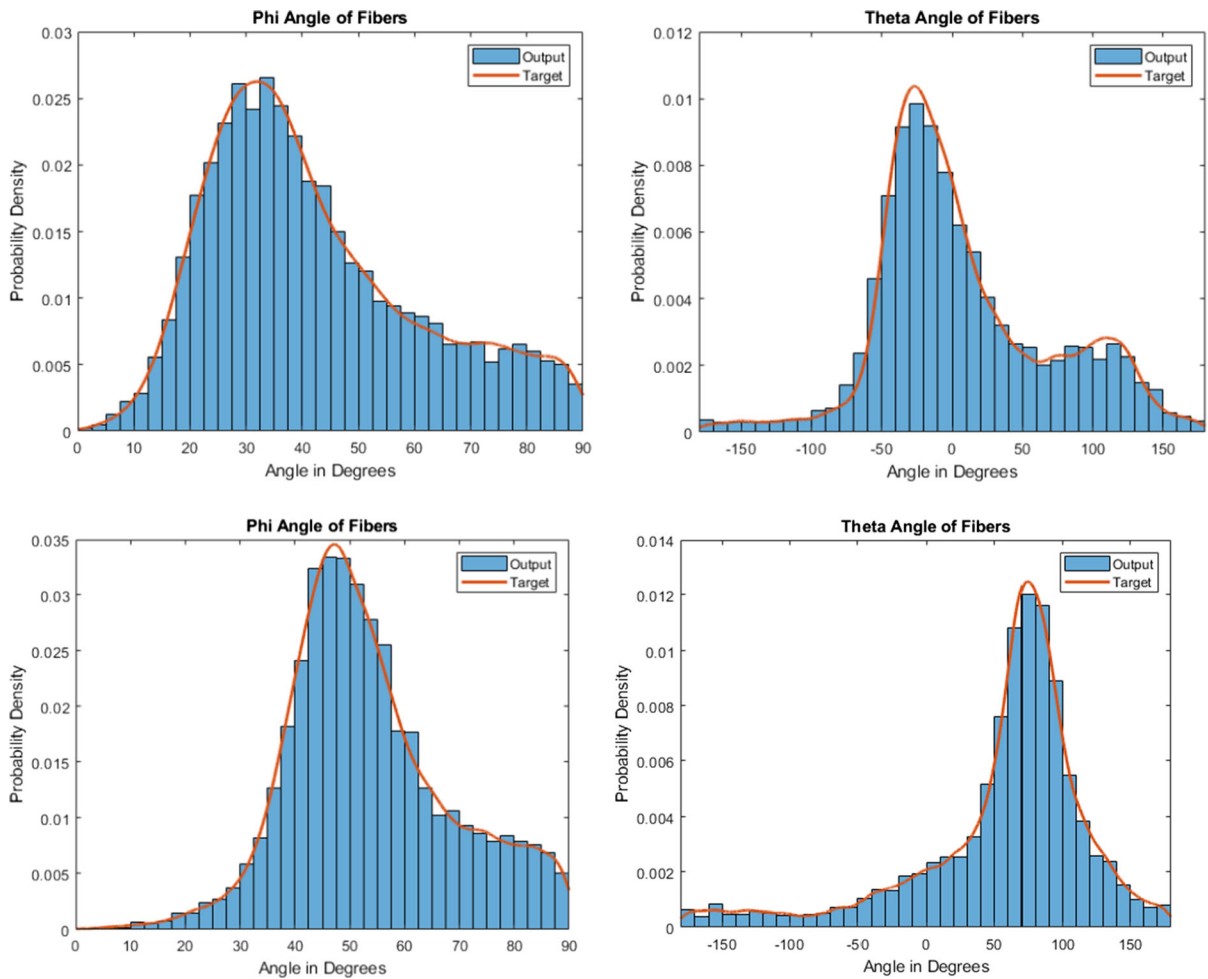 Phi Angle of Fibers
0.03
0.025
0.02
0.015
0.01
0.005
0
Probability Density
Output
Target
0 10 20 30 40 50 60 70 80 90
Angle in Degrees
Theta Angle of Fibers
0.012
0.01
0.008
0.006
0.004
0.002
0
Probability Density
Output
Target
-150 -100 -50 0 50 100 150
Angle in Degrees
Phi Angle of Fibers
0.035
0.03
0.025
0.02
0.015
0.01
0.005
0
Probability Density
Output
Target
0 10 20 30 40 50 60 70 80 90
Angle in Degrees
Theta Angle of Fibers
0.014
0.012
0.01
0.008
0.006
0.004
0.002
0
Probability Density
Output
Target
-150 -100 -50 0 50 100 150
Angle in Degrees